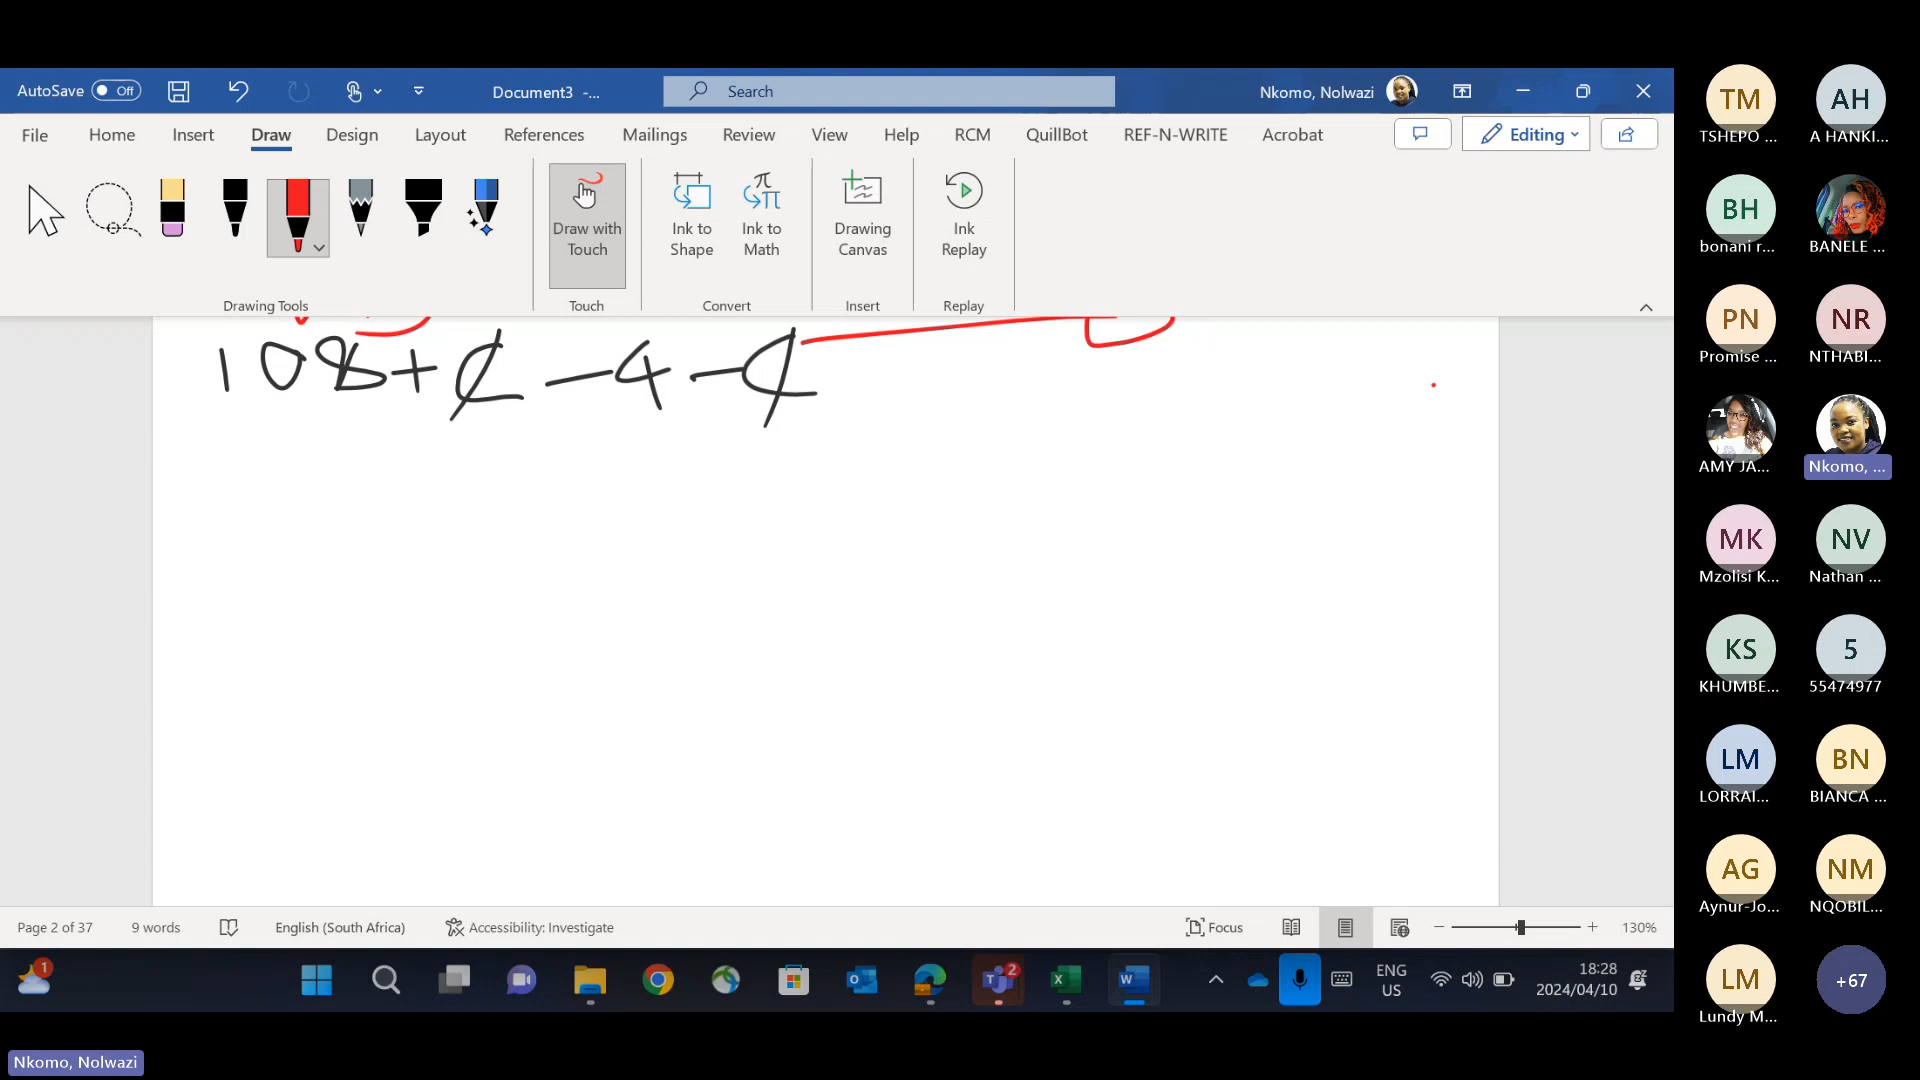 AutoSave Off Document3 -... Search Nkomo, Nolwazi
File Home Insert Draw Design Layout References Mailings Review View Help RCM QuillBot REF-N-WRITE Acrobat Editing
Draw with Touch
Ink to Shape
Ink to Math
Drawing Canvas
Ink Replay
Drawing Tools Touch Convert Insert Replay
Page 2 of 37 9 words English (South Africa) Accessibility: Investigate Focus 130%
1 2
ENG US 18:28 2024/04/10
TM AH
TSHEPO ... A HANKI...
BH
bonani r... BANELE ...
PN NR
Promise ... NTHABI...
AMY JA... Nkomo, ...
MK NV
Mzolisi K... Nathan ...
KS 5
KHUMBE... 55474977
LM BN
LORRAI... BIANCA ...
AG NM
Aynur-Jo... NQOBIL...
LM +67
Lundy M...
Nkomo, Nolwazi